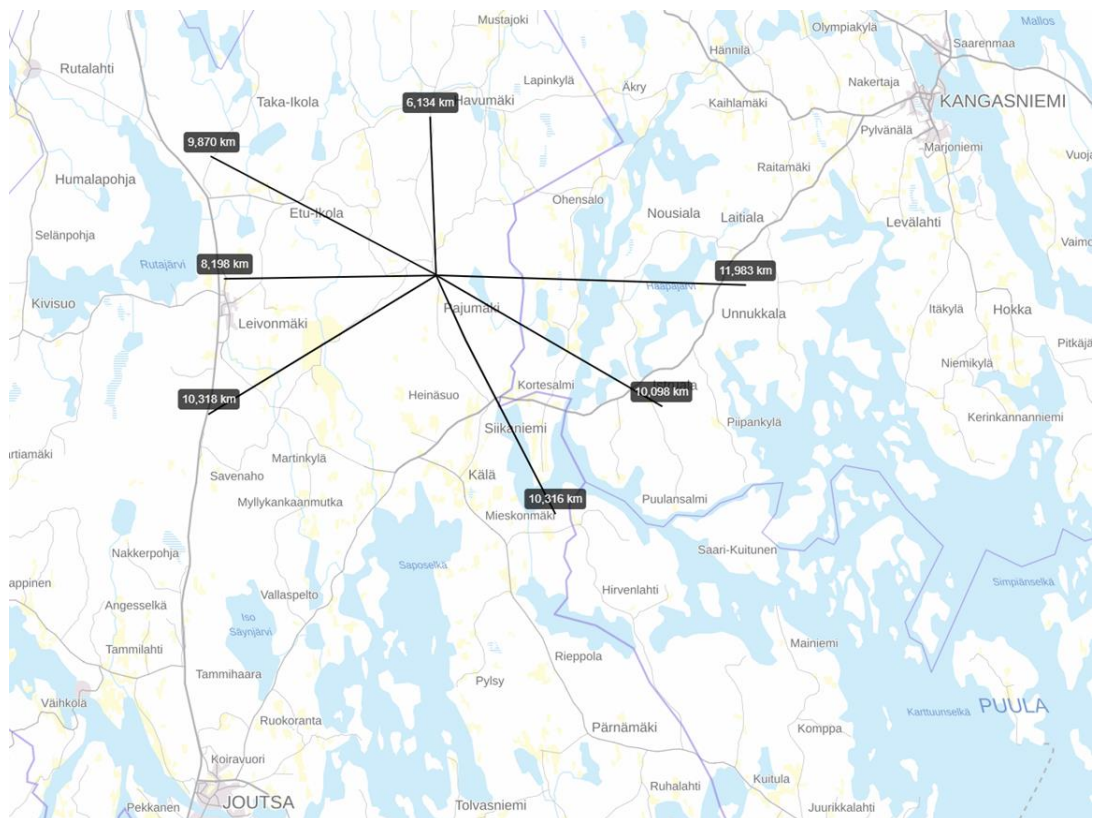 Mustajoki
Olympiakylä
Mallos
Saarenmaa
Hännilä
Rutalahti
Lapinkylä
Äkry
Nakertaja
Taka-Ikola
6,134 km
Havumäki
Kaihlamäki
KANGASNIEMI
Pylvänälä
9,870 km
Marjoniemi
Vuoja
Raitamäki
Humalapohja
Ohensalo
Etu-Ikola
Nousiala
Laitiala
Levälahti
Selänpohja
Vaimo
Rutajärvi
8,198 km
11,983 km
Haapajärvi
Kivisuo
Pajumäki
Unnukkala
Itäkylä
Hokka
Leivonmäki
Pitkäjä
Niemikylä
Kortesalmi
10,098 km
Heinäsuo
10,318 km
Piipankylä
Kerinkannanniemi
Siikaniemi
artiamäki
Martinkylä
Savenaho
Kälä
Myllykankaanmutka
10,316 km
Puulansalmi
Mieskonmäki
Nakkerpohja
Saari-Kuitunen
Saposelkä
appinen
Simpiänselkä
Vallaspelto
Hirvenlahti
Angesselkä
Iso
Säynjärvi
Tammilahti
Mainiemi
Rieppola
Tammihaara
Pylsy
Väihkölä
Karttuunselkä
PUULA
Ruokoranta
Pärnämäki
Komppa
Koiravuori
Kuitula
Ruhalahti
JOUTSA
Pekkanen
Tolvasniemi
Juurikkalahti